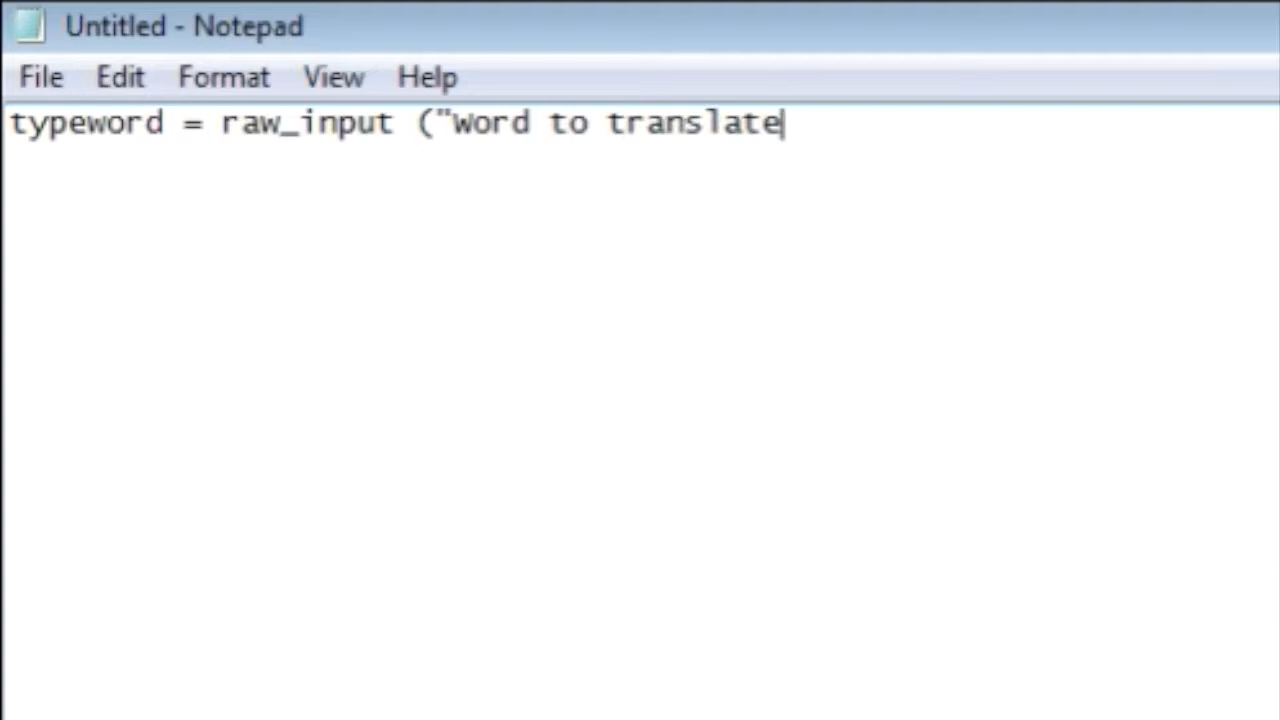 Untitled - Notepad
File Edit Format View Help
typeword = raw_input ("Word to translate